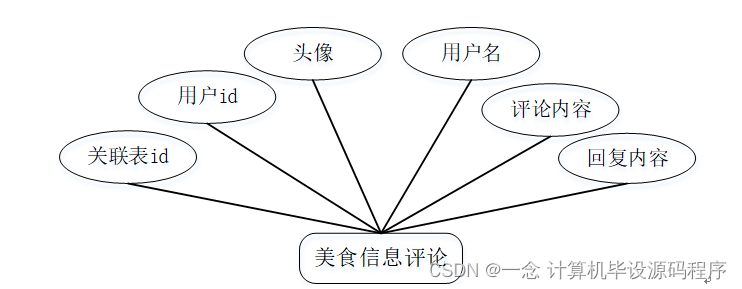 头像
用户名
用户id
评论内容
关联表id
回复内容
美食信息评论
CSDN @一念 计算机毕设源码程序